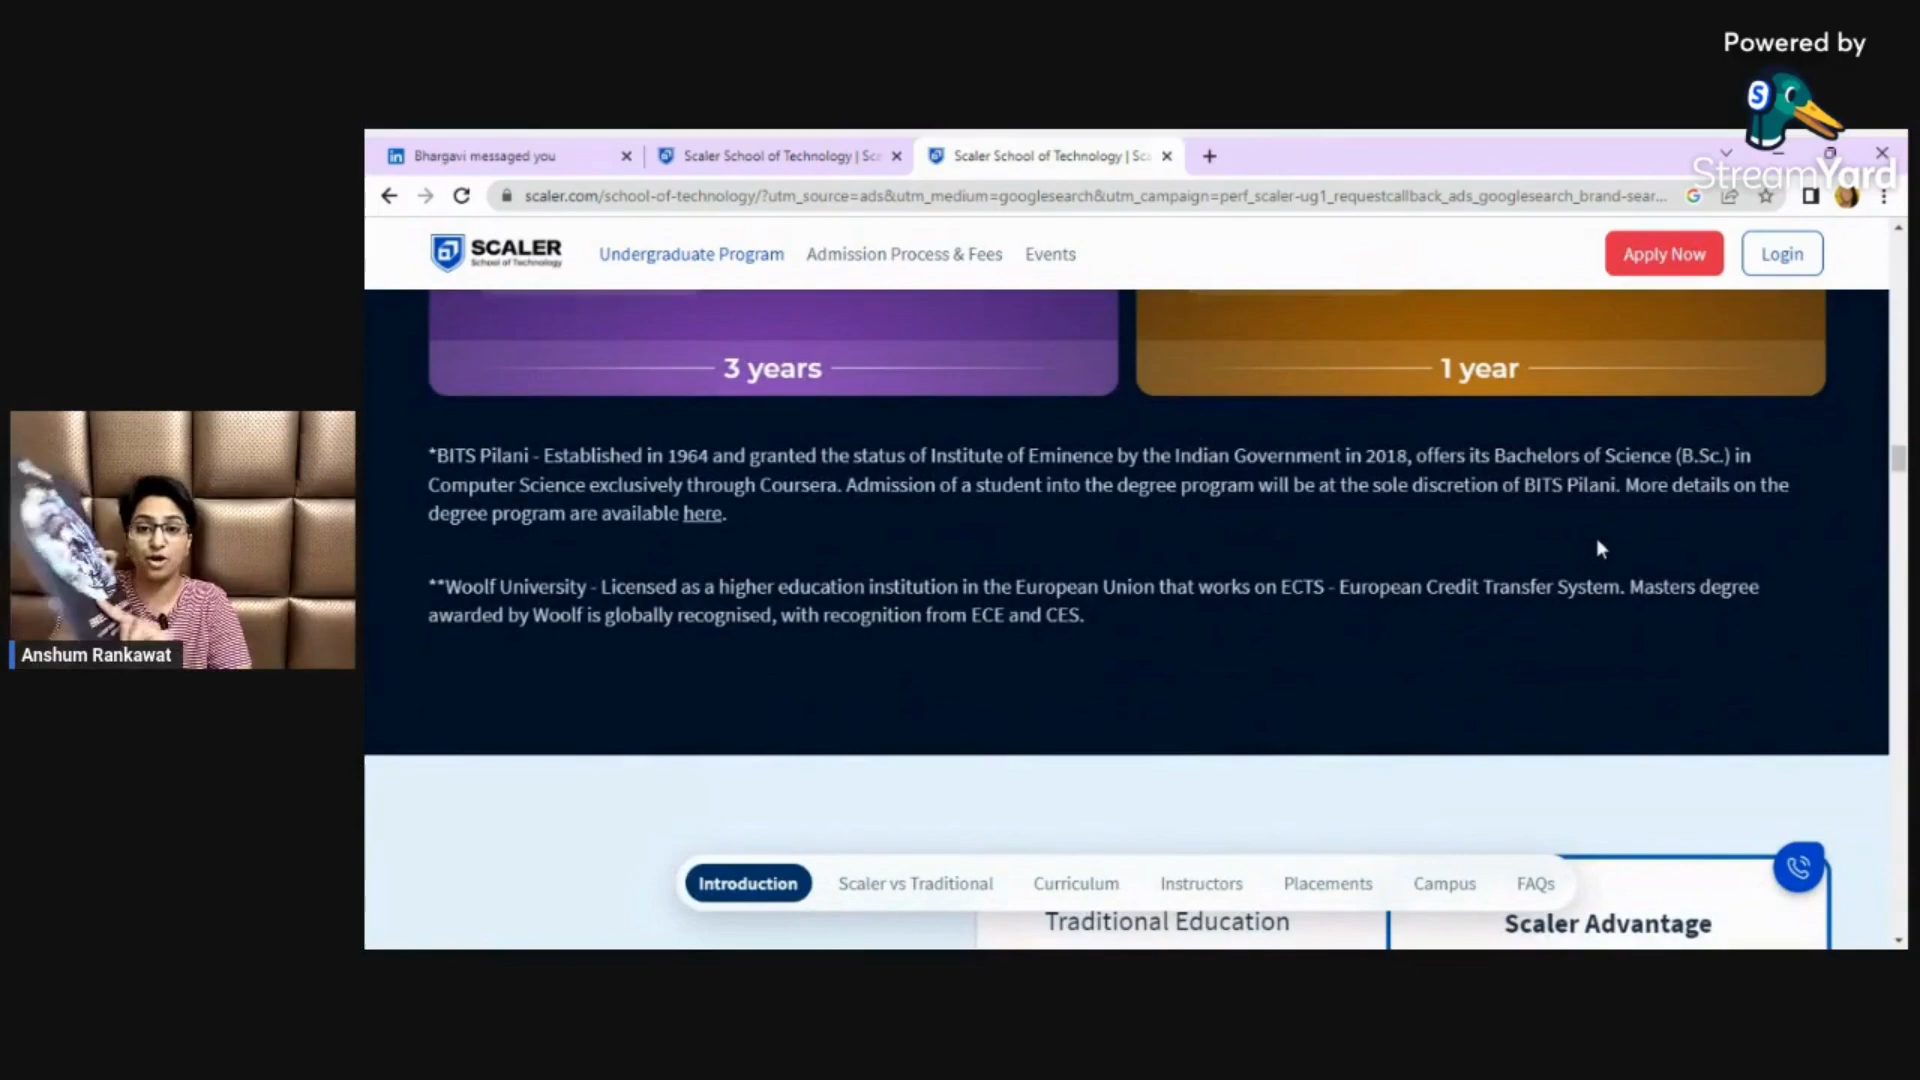 Powered by
StreamYard
Bhargavi messaged you
Scaler School of Technology | Sc
Scaler School of Technology | Sca
scaler.com/school-of-technology/?utm_source=ads&utm_medium=googlesearch&utm_campaign=perf_scaler-ug1_requestcallback_ads_googlesearch_brand-sear...
SCALER
School of Technology
Undergraduate Program
Admission Process & Fees
Events
Apply Now
Login
3 years
1 year
*BITS Pilani - Established in 1964 and granted the status of Institute of Eminence by the Indian Government in 2018, offers its Bachelors of Science (B.Sc.) in
Computer Science exclusively through Coursera. Admission of a student into the degree program will be at the sole discretion of BITS Pilani. More details on the
degree program are available here.
**Woolf University - Licensed as a higher education institution in the European Union that works on ECTS - European Credit Transfer System. Masters degree
awarded by Woolf is globally recognised, with recognition from ECE and CES.
Anshum Rankawat
Introduction
Scaler vs Traditional
Curriculum
Instructors
Placements
Campus
FAQs
Traditional Education
Scaler Advantage